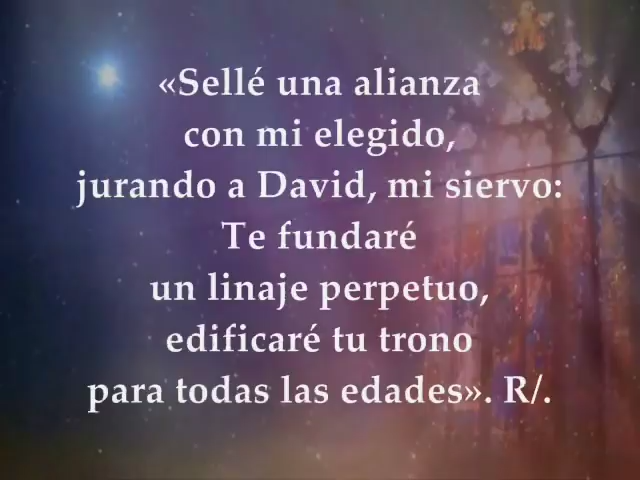 «Sellé una alianza
con mi elegido,
jurando a David, mi siervo:
Te fundaré
un linaje perpetuo,
edificaré tu trono
para todas las edades». R/.